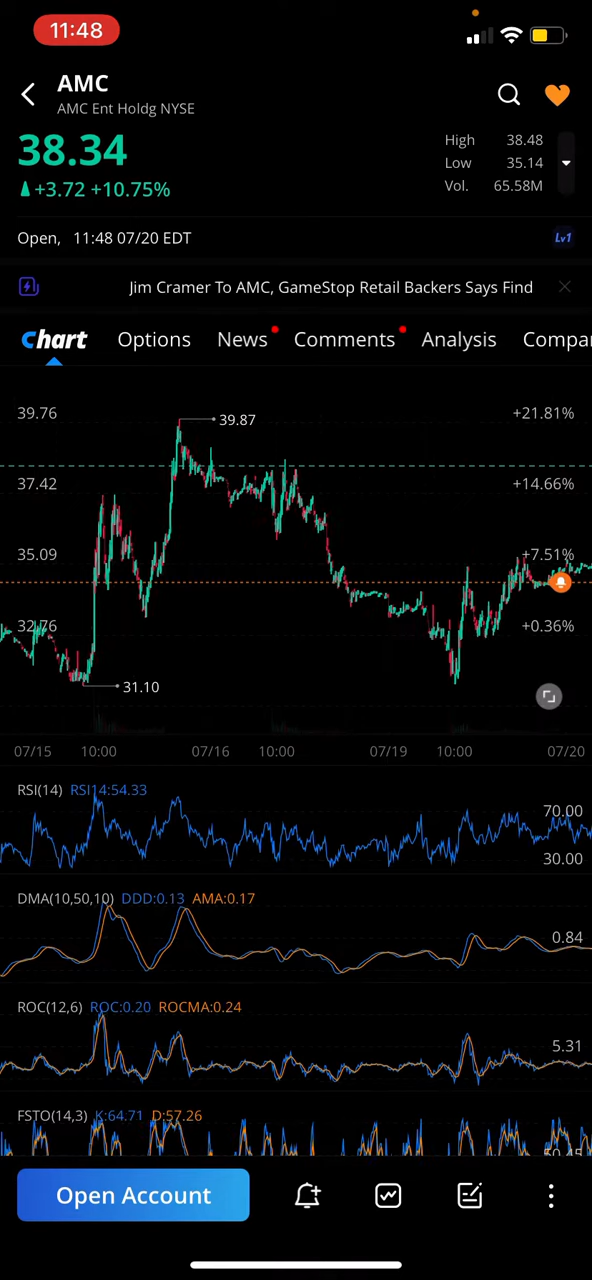 11:48
AMC
AMC Ent Holdg NYSE
38.34
+3.72 +10.75%
High 38.48
Low 35.14
Vol. 65.58M
Open, 11:48 07/20 EDT
Lv1
Jim Cramer To AMC, GameStop Retail Backers Says Find
Chart Options News Comments Analysis Compa
39.76 +21.81%
39.87
37.42 +14.66%
35.09 +7.51%
32.76 +0.36%
31.10
07/15 10:00 07/16 10:00 07/19 10:00 07/20
RSI(14) RSI14:54.33
70.00
30.00
DMA(10,50,10) DDD:0.13 AMA:0.17
0.84
ROC(12,6) ROC:0.20 ROCMA:0.24
5.31
FSTO(14,3) K:64.71 D:57.26
Open Account